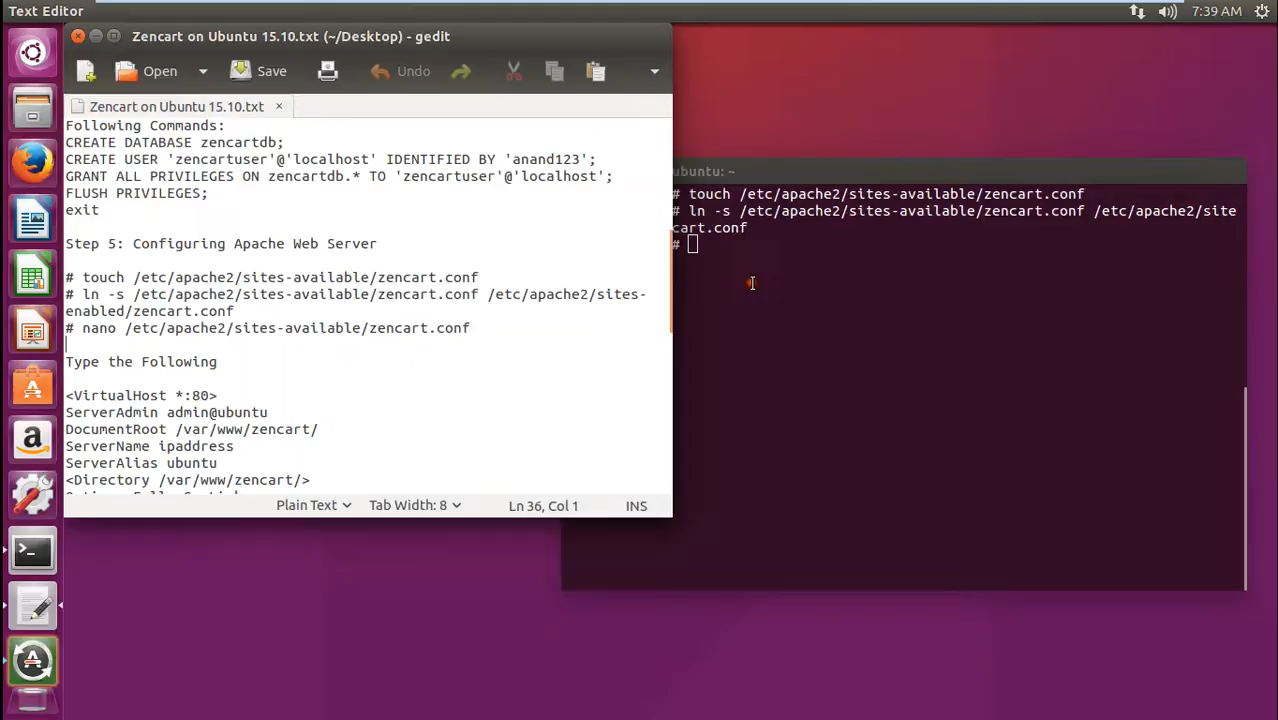 Text Editor
7:39 AM
Zencart on Ubuntu 15.10.txt (~/Desktop) - gedit
Open
Save
Undo
Zencart on Ubuntu 15.10.txt ×
Following Commands:
CREATE DATABASE zencartdb;
CREATE USER 'zencartuser'@'localhost' IDENTIFIED BY 'anand123';
GRANT ALL PRIVILEGES ON zencartdb.* TO 'zencartuser'@'localhost';
FLUSH PRIVILEGES;
exit
Step 5: Configuring Apache Web Server
# touch /etc/apache2/sites-available/zencart.conf
# ln -s /etc/apache2/sites-available/zencart.conf /etc/apache2/sites-
enabled/zencart.conf
# nano /etc/apache2/sites-available/zencart.conf
Type the Following
<VirtualHost *:80>
ServerAdmin admin@ubuntu
DocumentRoot /var/www/zencart/
ServerName ipaddress
ServerAlias ubuntu
<Directory /var/www/zencart/>
Plain Text
Tab Width: 8
Ln 36, Col 1
INS
ubuntu: ~
# touch /etc/apache2/sites-available/zencart.conf
# ln -s /etc/apache2/sites-available/zencart.conf /etc/apache2/site
cart.conf
#